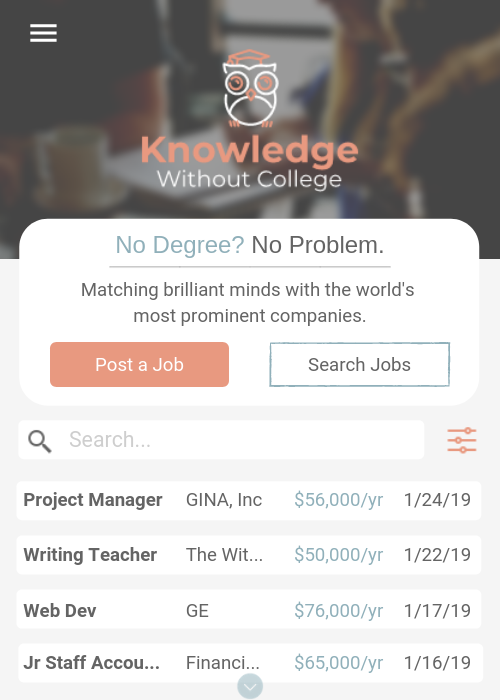 Knowledge
Without College
No Degree? No Problem.
Matching brilliant minds with the world's
most prominent companies.
Post a Job
Search Jobs
Search...
Project Manager GINA, Inc $56,000/yr 1/24/19
Writing Teacher The Wit... $50,000/yr 1/22/19
Web Dev GE $76,000/yr 1/17/19
Jr Staff Accou... Financi... $65,000/yr 1/16/19